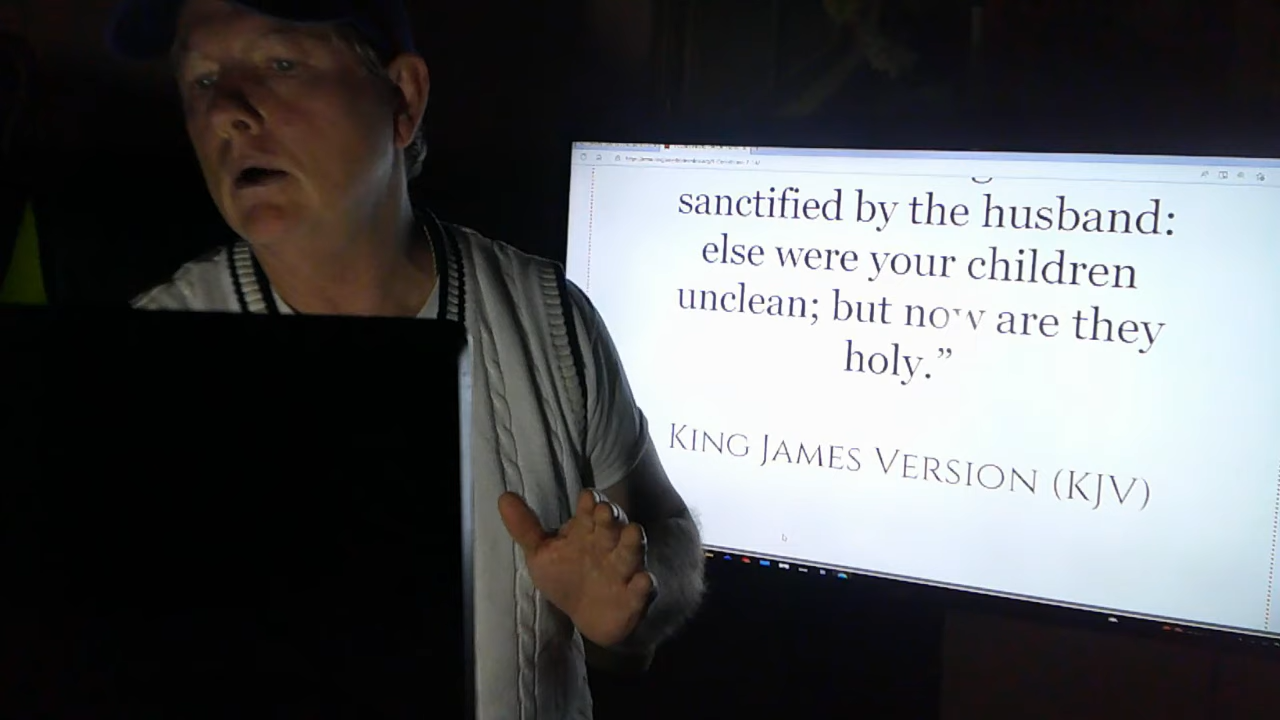 sanctified by the husband:
else were your children
unclean; but now are they
holy.”
KING JAMES VERSION (KJV)